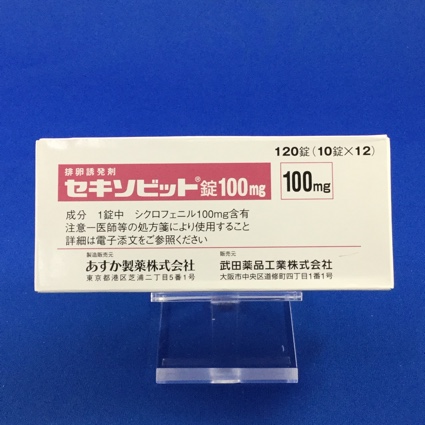 120錠(10錠×12)
排卵誘発剤
セキソビット®錠100mg
100mg
成分 1錠中 シクロフェニル100mg含有
注意－医師等の処方箋により使用すること
詳細は電子添文をご参照ください
製造販売元
あすか製薬株式会社
東京都港区芝浦二丁目5番1号
販売元
武田薬品工業株式会社
大阪市中央区道修町四丁目1番1号